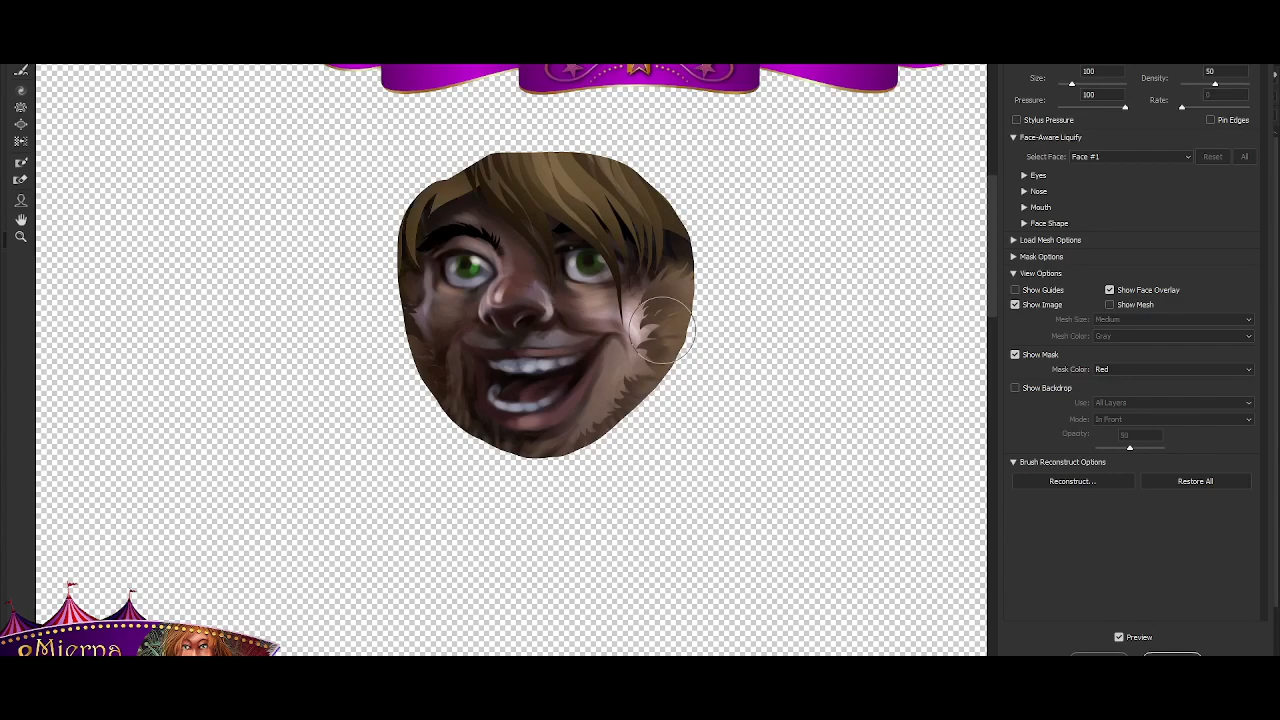 Size: 100 Density: 50
Pressure: 100 Rate: 0
Stylus Pressure Pin Edges
Face-Aware Liquify
Select Face: Face #1 Reset All
Eyes
Nose
Mouth
Face Shape
Load Mesh Options
Mask Options
View Options
Show Guides Show Face Overlay
Show Image Show Mesh
Mesh Size: Medium
Mesh Color: Gray
Show Mask
Mask Color: Red
Show Backdrop
Use: All Layers
Mode: In Front
Opacity: 50
Brush Reconstruct Options
Reconstruct... Restore All
Preview
Mierna